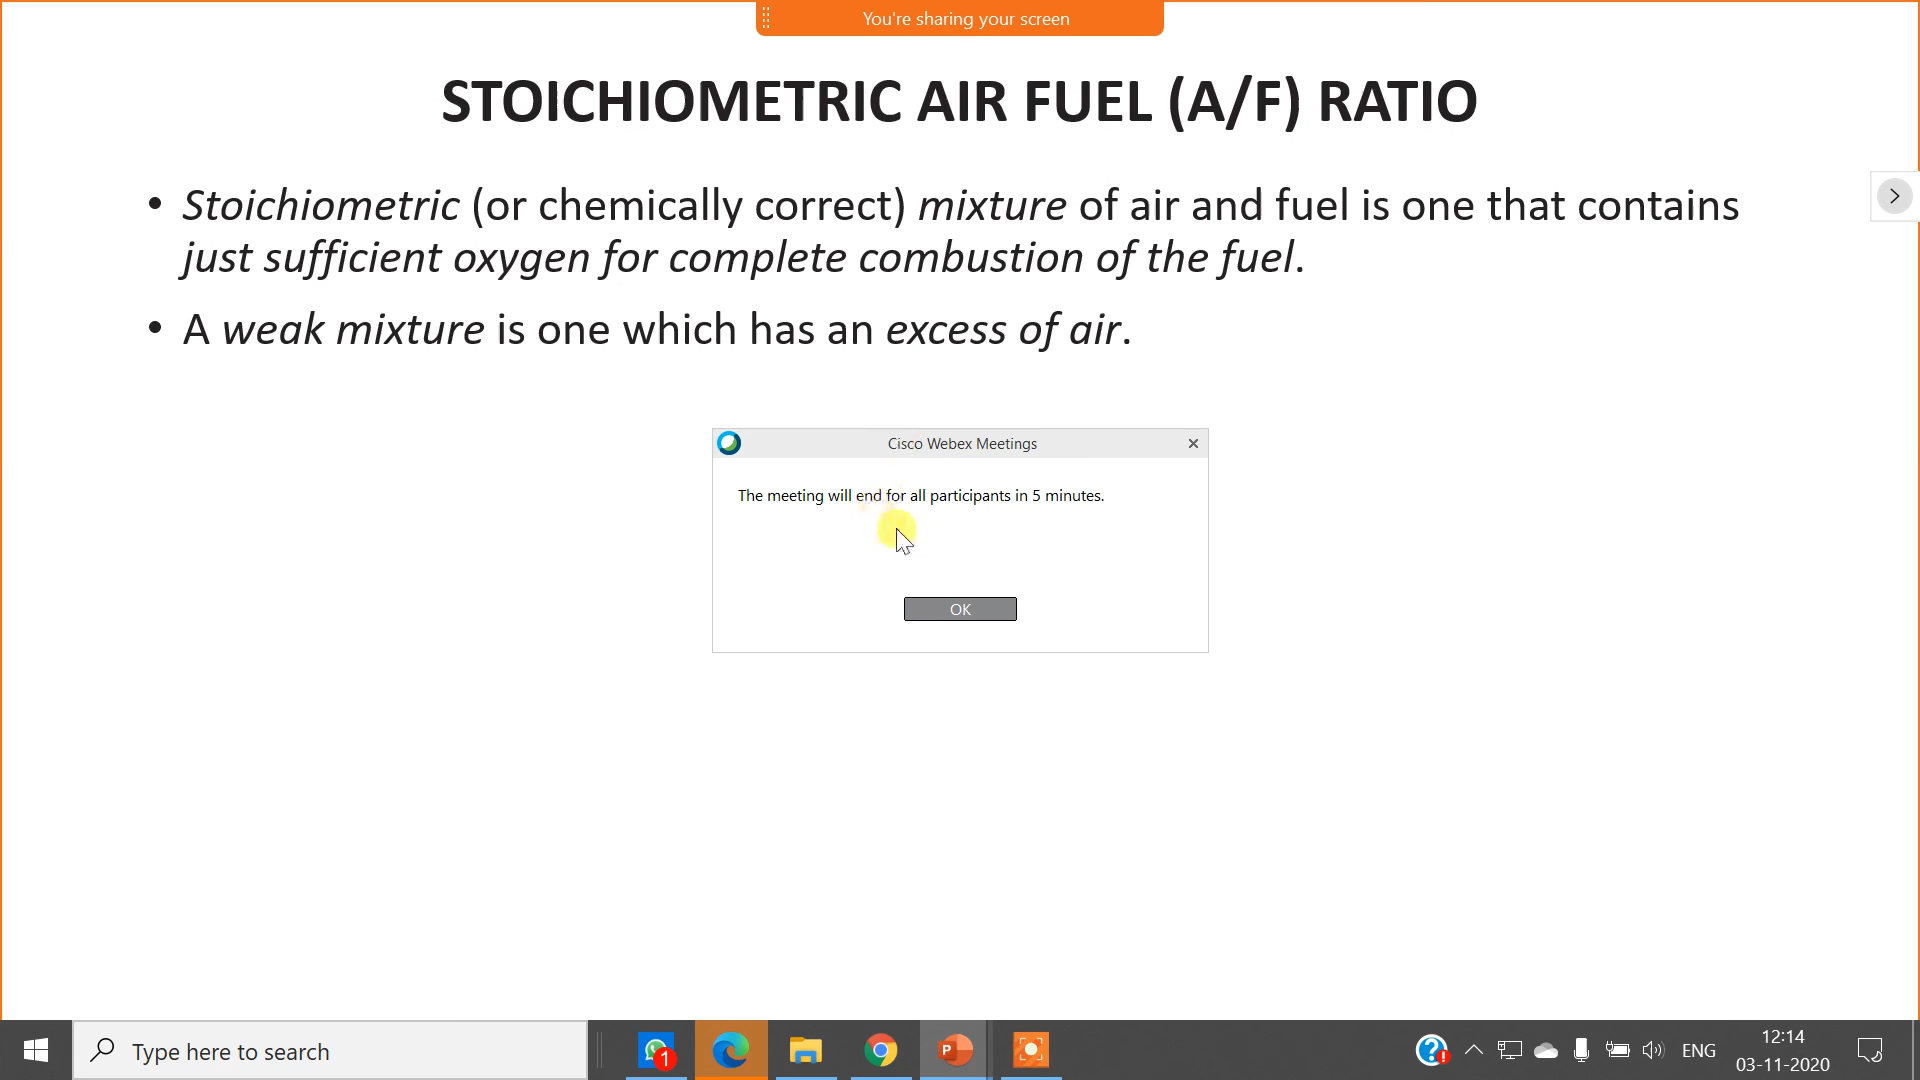 You're sharing your screen
STOICHIOMETRIC AIR FUEL (A/F) RATIO
• Stoichiometric (or chemically correct) mixture of air and fuel is one that contains
just sufficient oxygen for complete combustion of the fuel.
• A weak mixture is one which has an excess of air.
Cisco Webex Meetings
The meeting will end for all participants in 5 minutes.
OK
Type here to search
1
ENG
12:14
03-11-2020